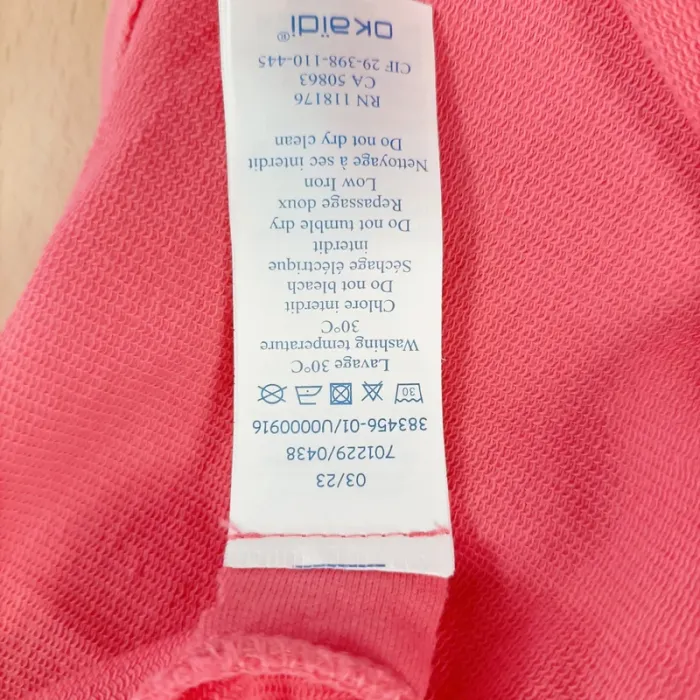 03/23
701229/0438
383456-01/U00000916
30
Lavage 30°C
Washing temperature
30°C
Chlore interdit
Do not bleach
Séchage éléctrique
interdit
Do not tumble dry
Repassage doux
Low Iron
Nettoyage à sec interdit
Do not dry clean
RN 118176
CA 50863
CIF 29-398-110-445
okaïdi®